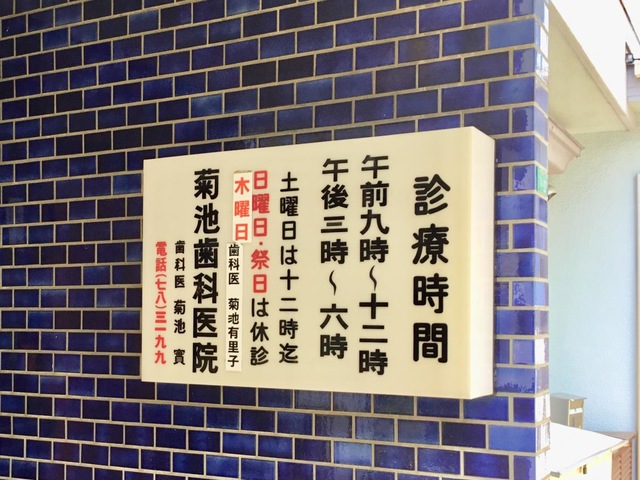 診療時間
午前九時〜十二時
午後三時〜六時
土曜日は十二時迄
日曜日・祭日は休診
木曜日
歯科医 菊池有里子
菊池歯科医院
歯科医 菊池 寅
電話(七八)三一九九